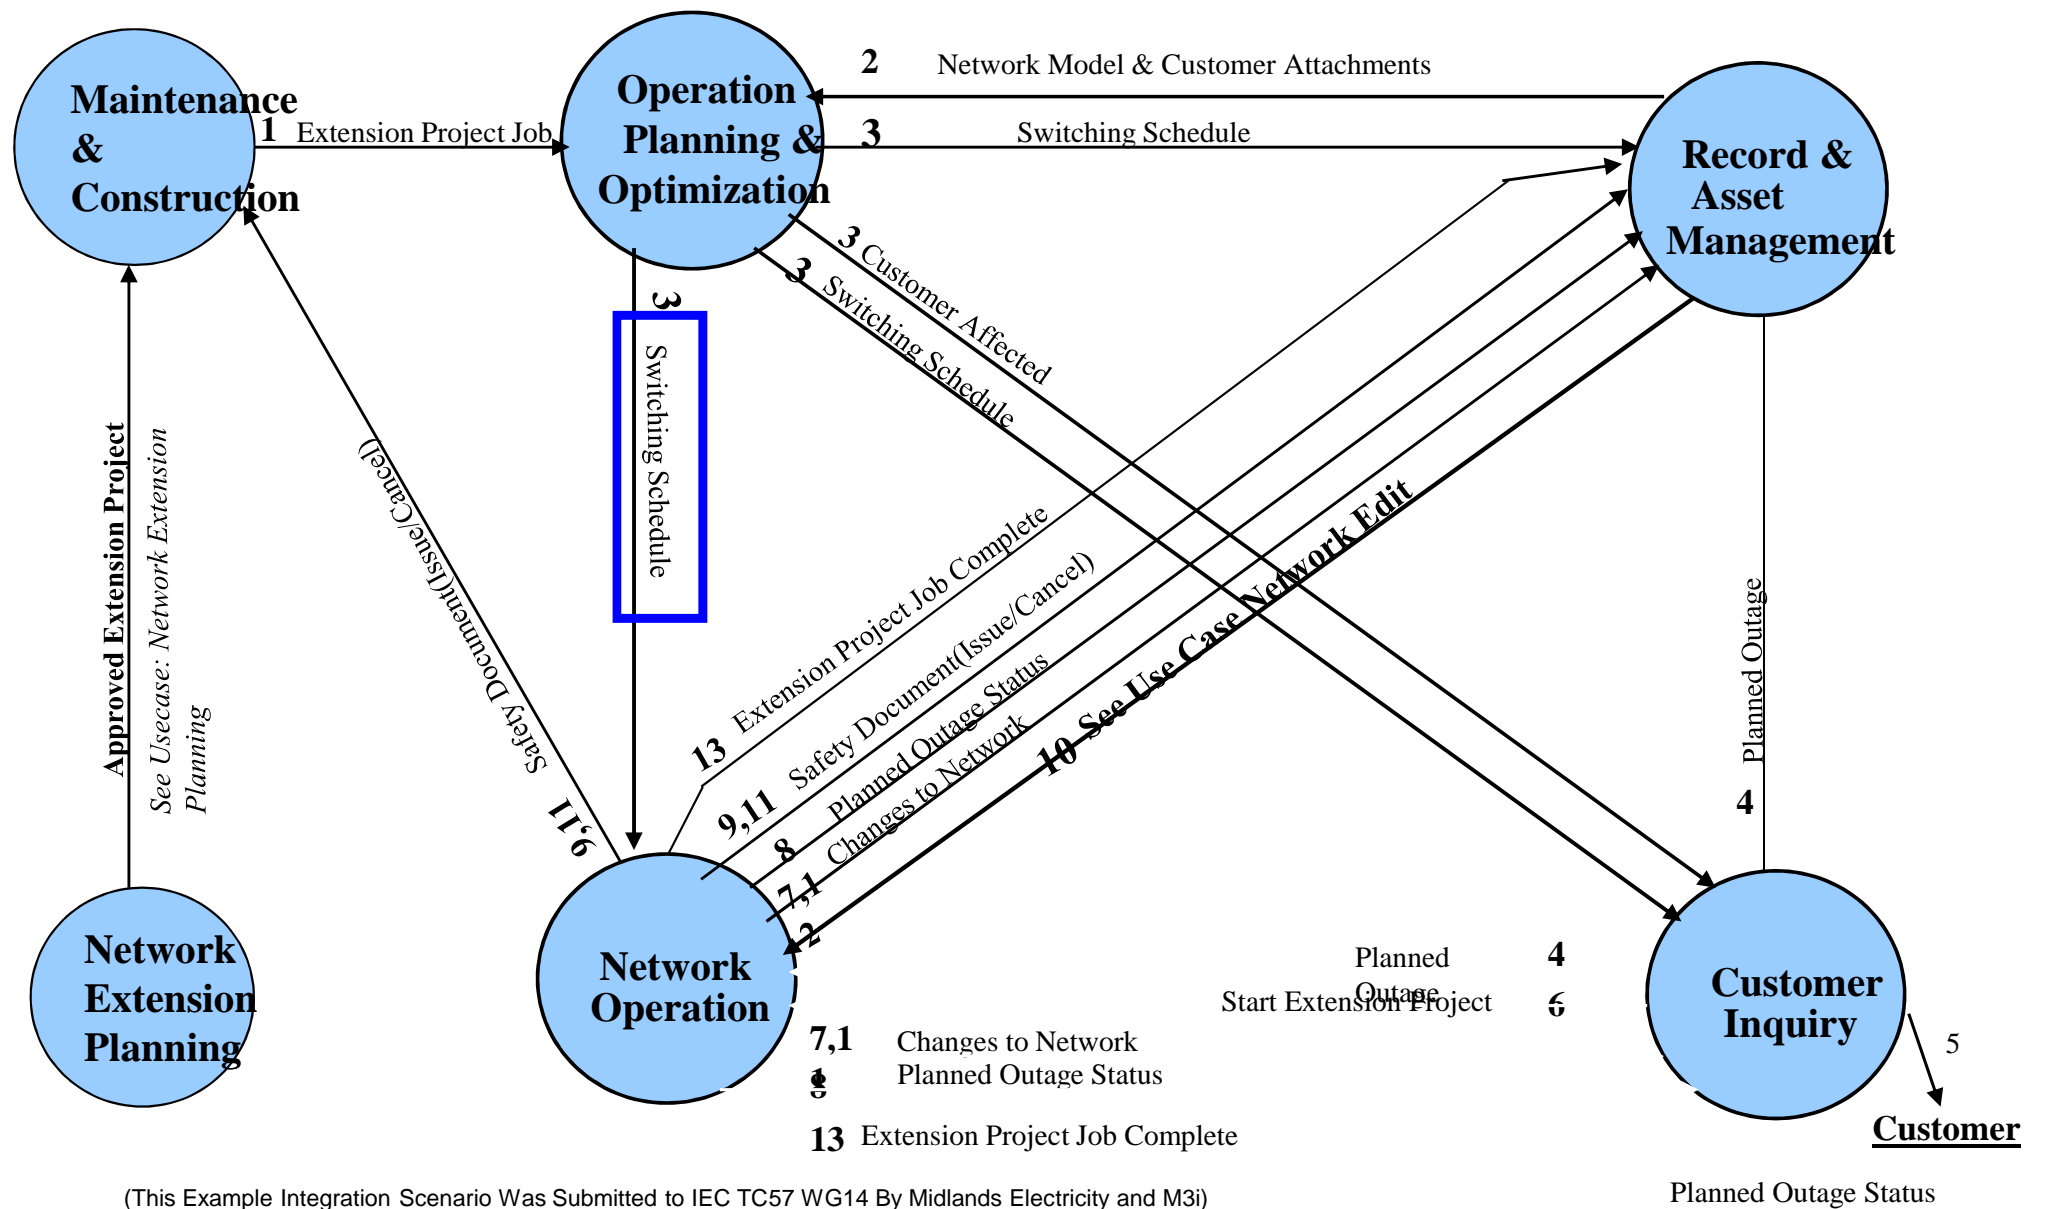 Maintenance
&
Construction
1 Extension Project Job
Operation
Planning &
Optimization
2 Network Model & Customer Attachments
3 Switching Schedule
Record &
Asset
Management
3 Customer Affected
3 Switching Schedule
3 Switching Schedule
Approved Extension Project
See Usecase: Network Extension
Planning
9,11 Safety Document(Issue/Cancel)
13 Extension Project Job Complete
9,11 Safety Document(Issue/Cancel)
8 Planned Outage Status
7,1
2
Changes to Network
10 See Use Case Network Edit
4 Planned Outage
Network
Extension
Planning
Network
Operation
Planned
Outage
4
Start Extension Project 6
Customer
Inquiry
5
Customer
7,1
1
Changes to Network
8 Planned Outage Status
13 Extension Project Job Complete
Planned Outage Status
(This Example Integration Scenario Was Submitted to IEC TC57 WG14 By Midlands Electricity and M3i)